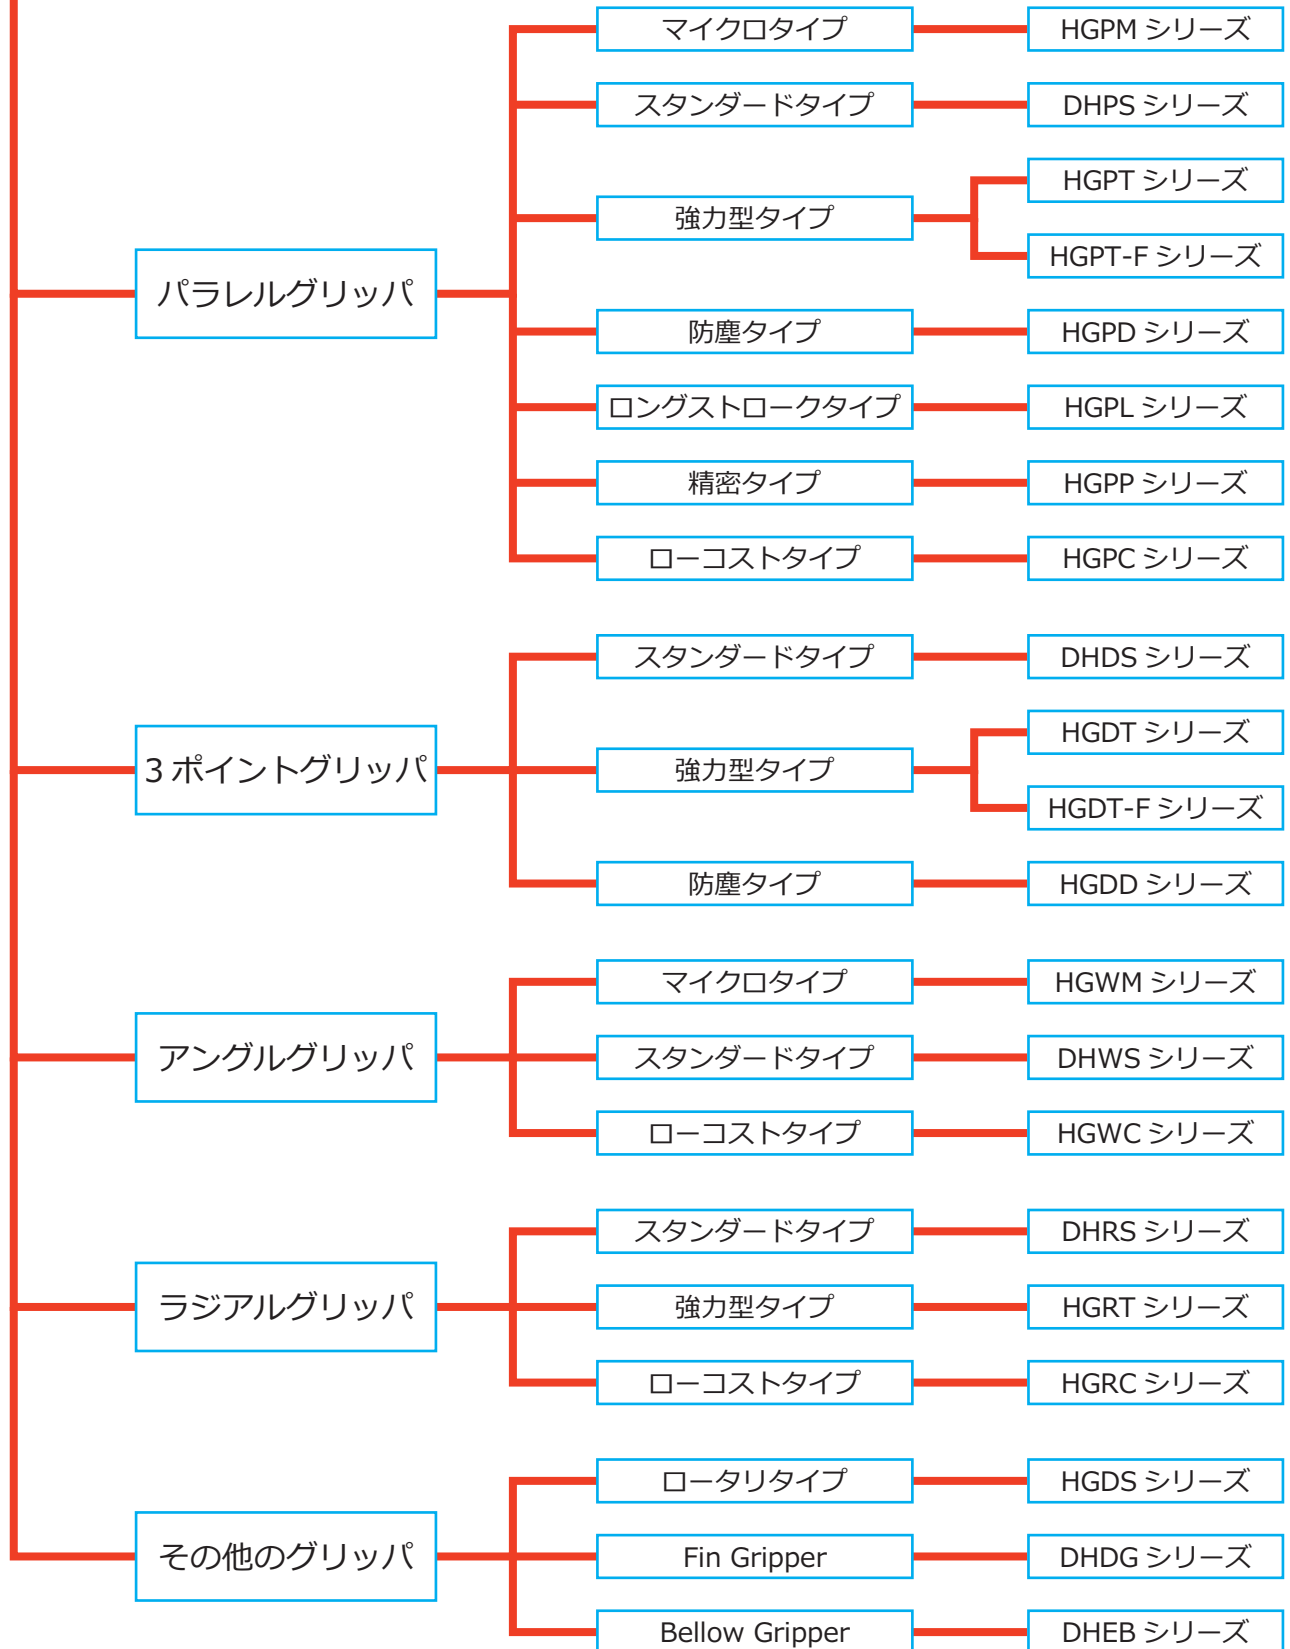 マイクロタイプ
HGPM シリーズ
スタンダードタイプ
DHPS シリーズ
HGPT シリーズ
強力型タイプ
HGPT-F シリーズ
パラレルグリッパ
防塵タイプ
HGPD シリーズ
ロングストロークタイプ
HGPL シリーズ
精密タイプ
HGPP シリーズ
ローコストタイプ
HGPC シリーズ
スタンダードタイプ
DHDS シリーズ
HGDT シリーズ
3 ポイントグリッパ
強力型タイプ
HGDT-F シリーズ
防塵タイプ
HGDD シリーズ
マイクロタイプ
HGWM シリーズ
アングルグリッパ
スタンダードタイプ
DHWS シリーズ
ローコストタイプ
HGWC シリーズ
スタンダードタイプ
DHRS シリーズ
ラジアルグリッパ
強力型タイプ
HGRT シリーズ
ローコストタイプ
HGRC シリーズ
ロータリタイプ
HGDS シリーズ
その他のグリッパ
Fin Gripper
DHDG シリーズ
Bellow Gripper
DHEB シリーズ